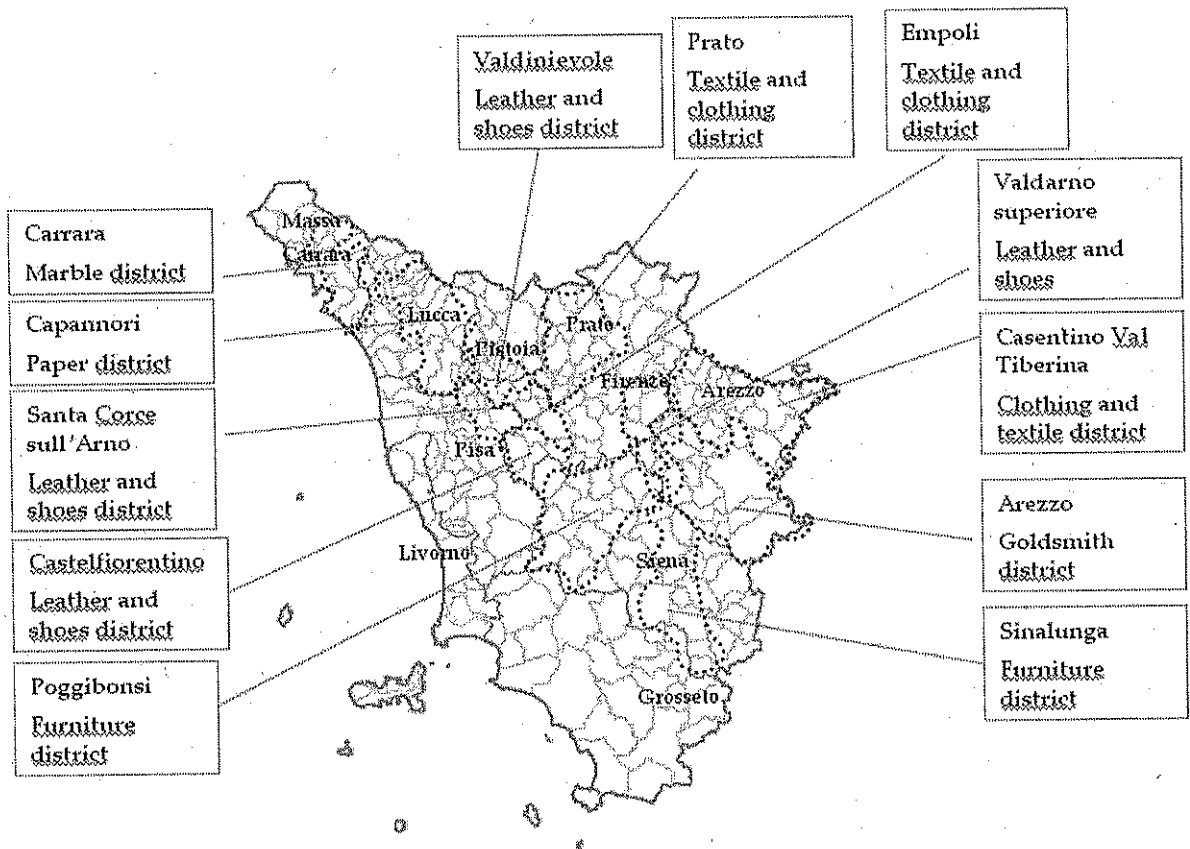 Valdinievole
Leather and
shoes district
Prato
Textile and
clothing
district
Empoli
Textile and
clothing
district
Valdarno
superiore
Leather and
shoes
Carrara
Marble district
Capannori
Paper district
Santa Corce
sull'Arno
Leather and
shoes district
Castelfiorentino
Leather and
shoes district
Poggibonsi
Furniture
district
Casentino Val
Tiberina
Clothing and
textile district
Arezzo
Goldsmith
district
Sinalunga
Furniture
district
Massa
Carrara
Lucca
Pistoia
Prato
Firenze
Arezzo
Pisa
Livorno
Siena
Grosseto